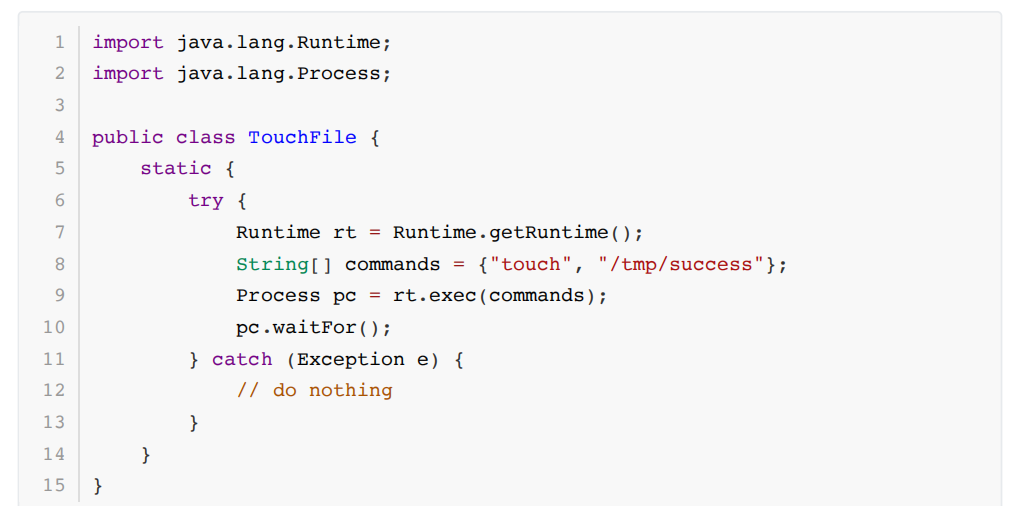 1 import java.lang.Runtime;
2 import java.lang.Process;
3
4 public class TouchFile {
5     static {
6         try {
7             Runtime rt = Runtime.getRuntime();
8             String[] commands = {"touch", "/tmp/success"};
9             Process pc = rt.exec(commands);
10             pc.waitFor();
11         } catch (Exception e) {
12             // do nothing
13         }
14     }
15 }